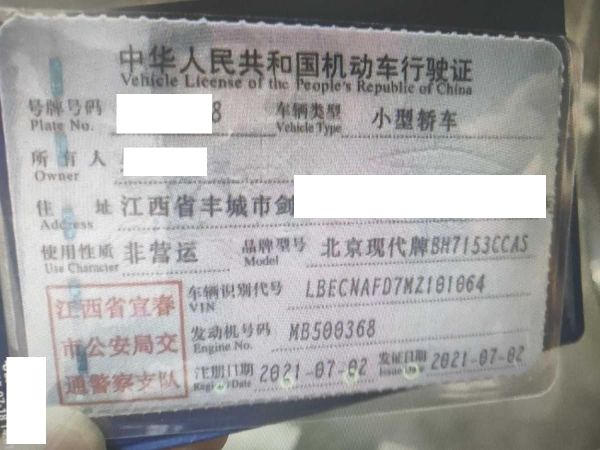 中华人民共和国机动车行驶证
Vehicle License of the People's Republic of China
号牌号码 8 车辆类型 小型轿车
Plate No. Vehicle Type
所有人
Owner
住址 江西省丰城市剑
Address
使用性质 非营运 品牌型号 北京现代牌BH7153CCAS
Use Character Model
江西省宜春
市公安局交
通警察支队
车辆识别代号 LBECNAFD7MZ101064
VIN
发动机号码 MB500368
Engine No.
注册日期 2021-07-02 发证日期 2021-07-02
Register Date Issue Date